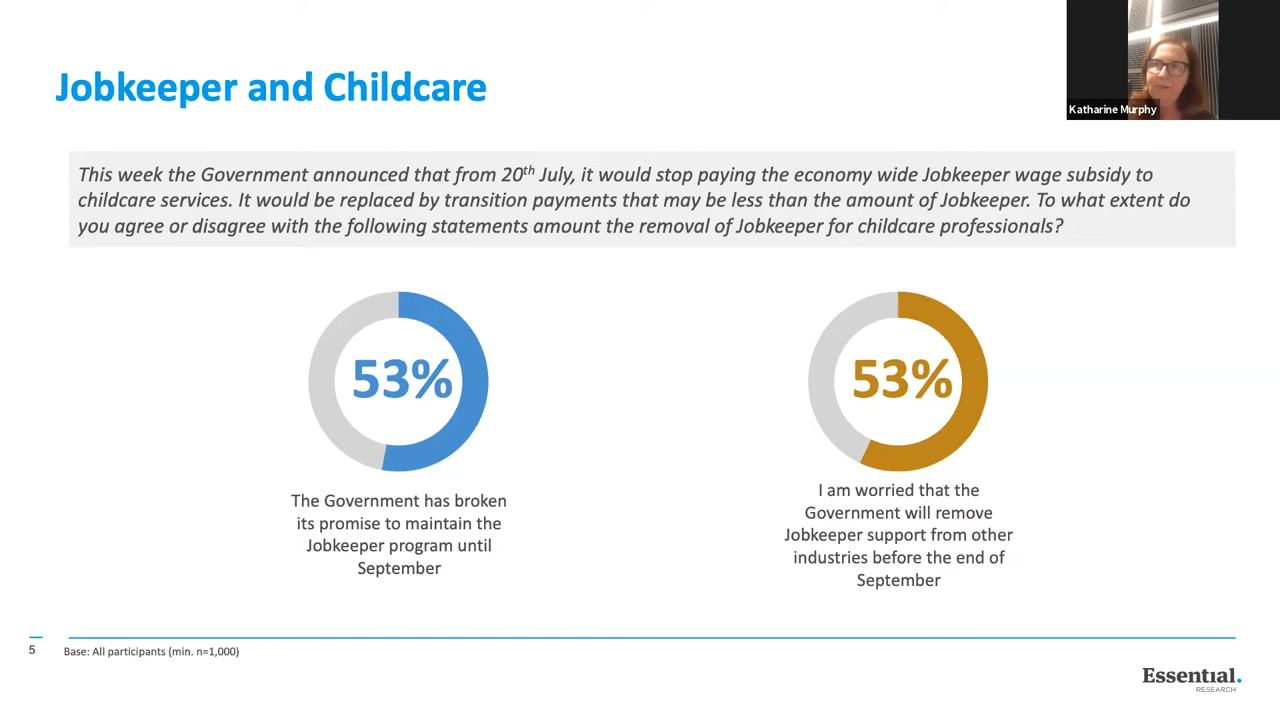 Katharine Murphy
Jobkeeper and Childcare
This week the Government announced that from 20th July, it would stop paying the economy wide Jobkeeper wage subsidy to
childcare services. It would be replaced by transition payments that may be less than the amount of Jobkeeper. To what extent do
you agree or disagree with the following statements amount the removal of Jobkeeper for childcare professionals?
53%
The Government has broken
its promise to maintain the
Jobkeeper program until
September
53%
I am worried that the
Government will remove
Jobkeeper support from other
industries before the end of
September
5
Base: All participants (min. n=1,000)
Essential.
RESEARCH